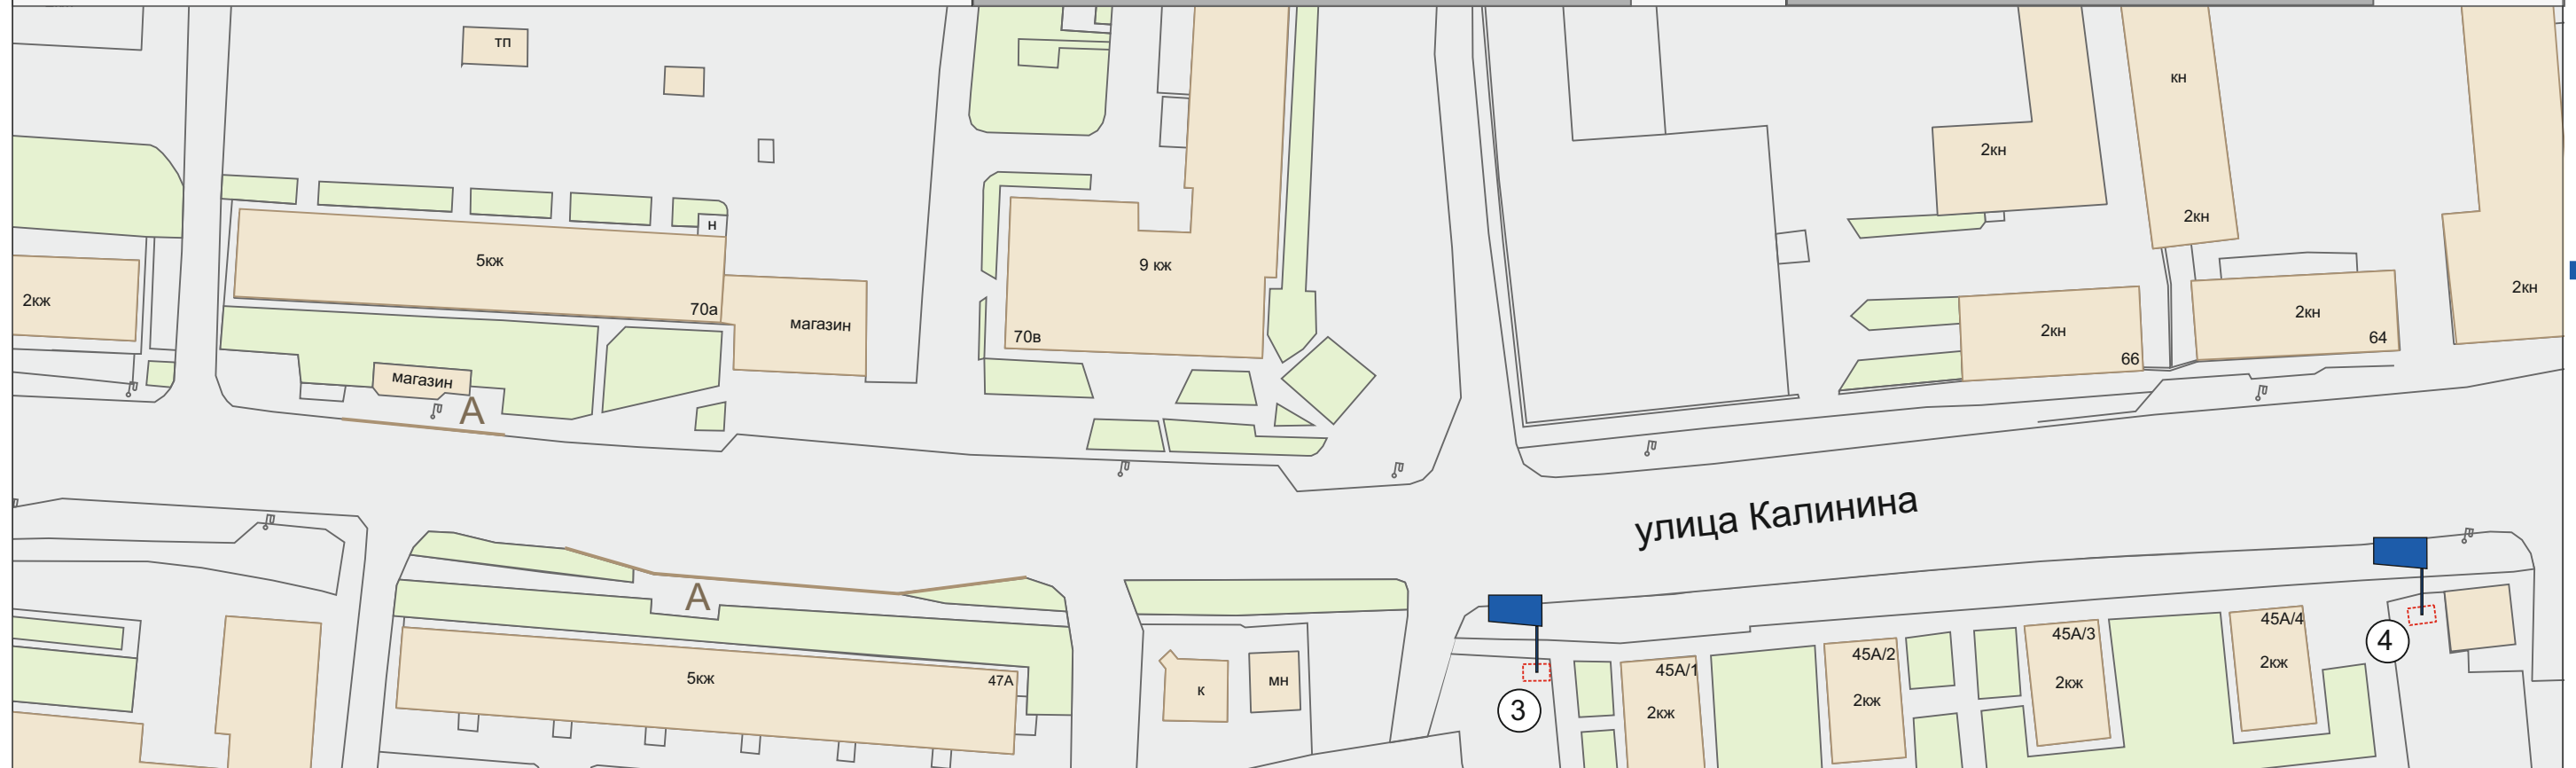 тп
кн
2кн
2кн
н
5кж
9 кж
2кж
70а
магазин
70в
2кн
2кн
2кн
66
64
магазин
А
улица Калинина
А
5кж
47А
к
мн
3
45А/1
2кж
45А/2
2кж
45А/3
2кж
45А/4
2кж
4